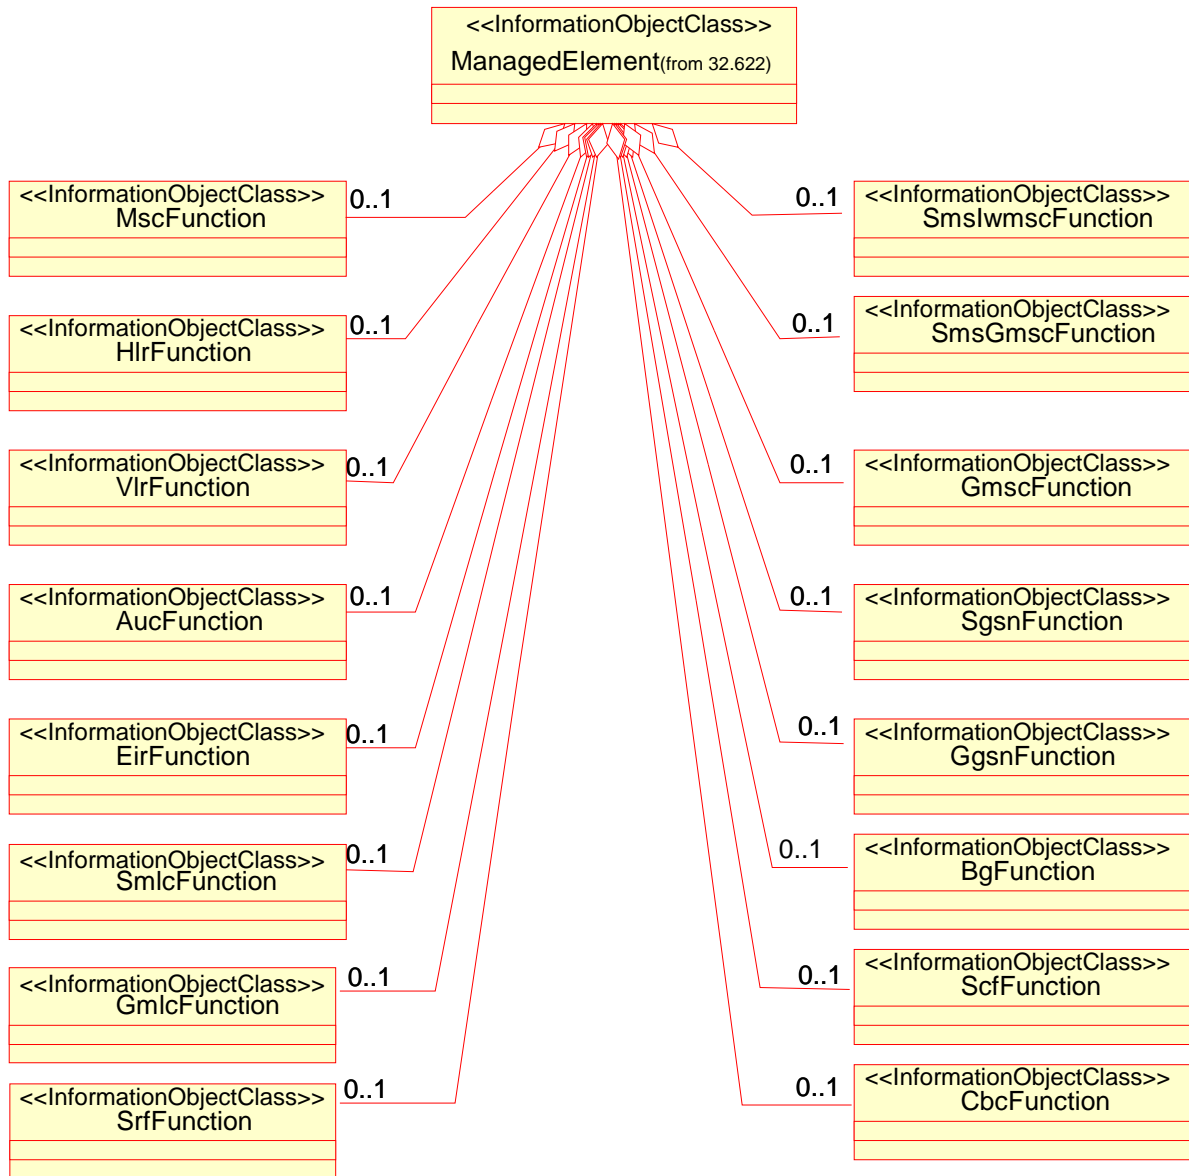 <<InformationObjectClass>>
ManagedElement(from 32.622)
<<InformationObjectClass>>
MscFunction
0..1
<<InformationObjectClass>>
HlrFunction
0..1
<<InformationObjectClass>>
VlrFunction
0..1
<<InformationObjectClass>>
AucFunction
0..1
<<InformationObjectClass>>
EirFunction
0..1
<<InformationObjectClass>>
SmlcFunction
0..1
<<InformationObjectClass>>
GmlcFunction
0..1
<<InformationObjectClass>>
SrfFunction
0..1
0..1
<<InformationObjectClass>>
SmsIwmscFunction
0..1
<<InformationObjectClass>>
SmsGmscFunction
0..1
<<InformationObjectClass>>
GmscFunction
0..1
<<InformationObjectClass>>
SgsnFunction
0..1
<<InformationObjectClass>>
GgsnFunction
0..1
<<InformationObjectClass>>
BgFunction
0..1
<<InformationObjectClass>>
ScfFunction
0..1
<<InformationObjectClass>>
CbcFunction